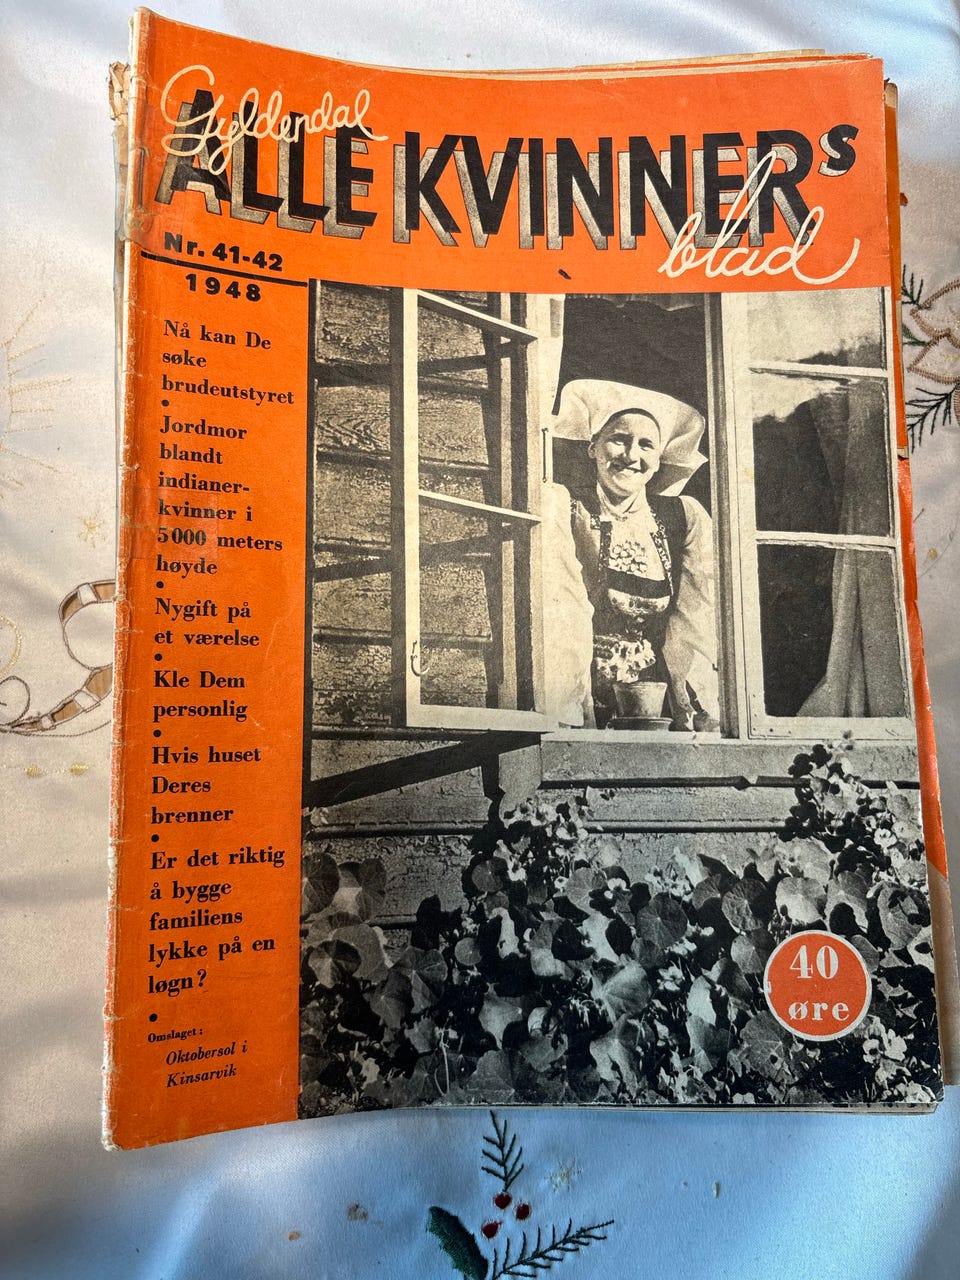 Gyldendal
ALLE KVINNERS
blad
Nr. 41-42
1948
Nå kan De
søke
brudeutstyret
Jordmor
blandt
indianer-
kvinner i
5000 meters
høyde
Nygift på
et værelse
Kle Dem
personlig
Hvis huset
Deres
brenner
Er det riktig
å bygge
familiens
lykke på en
løgn?
Omslaget:
Oktobersol i
Kinsarvik
40
øre